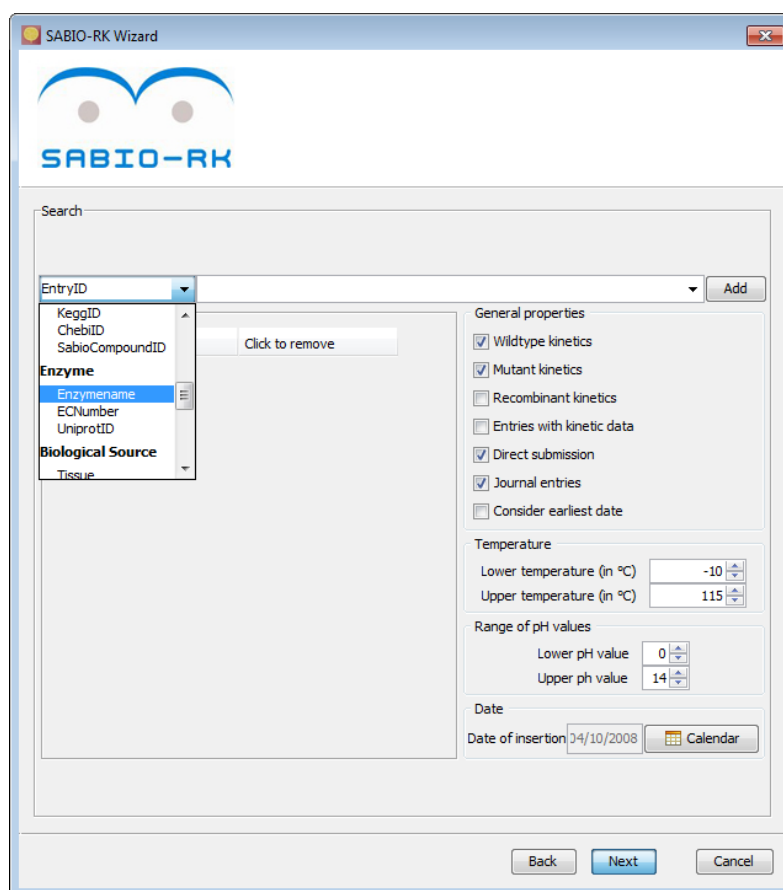 SABIO-RK Wizard
SABIO-RK
Search
EntryID
Add
KeggID
ChebiID
SabioCompoundID
Enzyme
Enzymename
ECNumber
UniprotID
Biological Source
Tissue
Click to remove
General properties
Wildtype kinetics
Mutant kinetics
Recombinant kinetics
Entries with kinetic data
Direct submission
Journal entries
Consider earliest date
Temperature
Lower temperature (in °C) -10
Upper temperature (in °C) 115
Range of pH values
Lower pH value 0
Upper ph value 14
Date
Date of insertion 04/10/2008 Calendar
Back Next Cancel